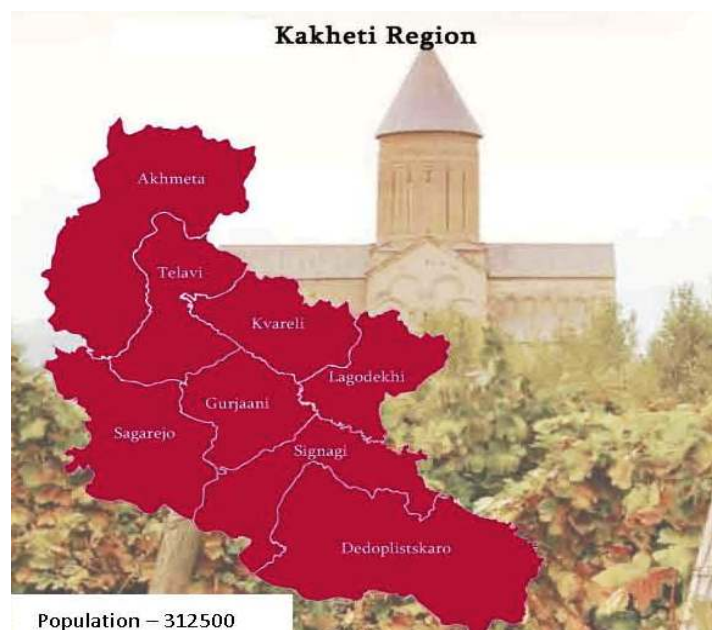 Kakheti Region
Akhmeta
Telavi
Kvareli
Lagodekhi
Gurjaani
Sagarejo
Signagi
Dedoplistskaro
Population – 312500